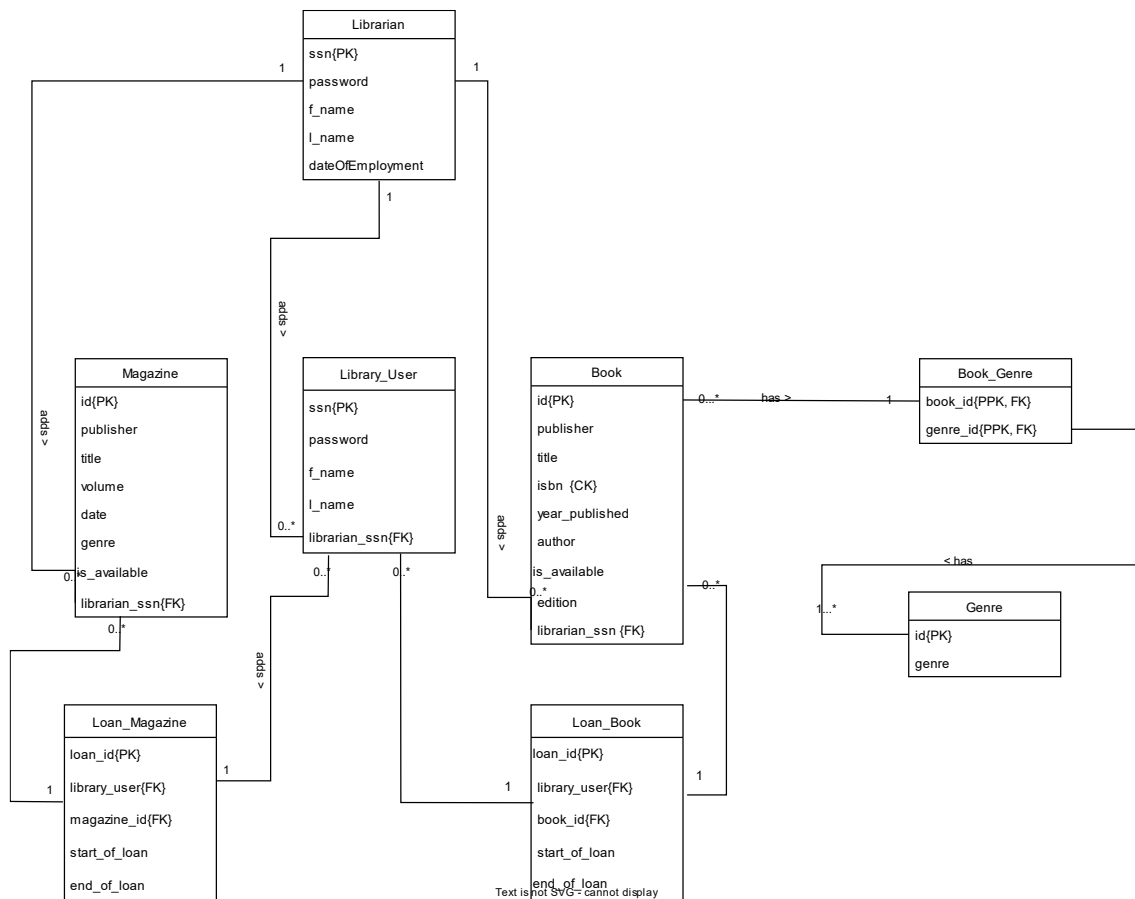 Librarian
ssn{PK}
password
f_name
l_name
dateOfEmployment
1
1
1
adds >
adds >
adds >
Magazine
id{PK}
publisher
title
volume
date
genre
is_available
librarian_ssn{FK}
0..*
0..*
Library_User
ssn{PK}
password
f_name
l_name
librarian_ssn{FK}
0..*
0..*
0..*
Book
id{PK}
publisher
title
isbn {CK}
year_published
author
is_available
edition
librarian_ssn {FK}
0..*
0...*
has >
1
0..*
Book_Genre
book_id{PPK, FK}
genre_id{PPK, FK}
< has
1...*
Genre
id{PK}
genre
adds >
Loan_Magazine
loan_id{PK}
library_user{FK}
magazine_id{FK}
start_of_loan
end_of_loan
1
1
Loan_Book
loan_id{PK}
library_user{FK}
book_id{FK}
start_of_loan
end_of_loan
1
1
Text is not SVG - cannot display